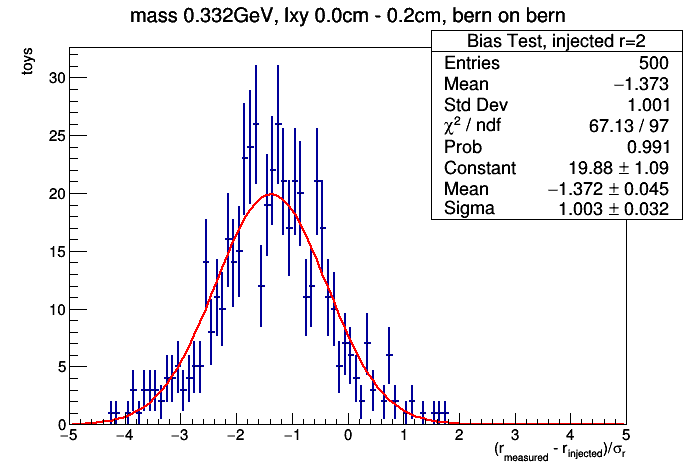 mass 0.332GeV, lxy 0.0cm - 0.2cm, bern on bern
toys
Bias Test, injected r=2
Entries 500
Mean −1.373
Std Dev 1.001
χ² / ndf 67.13 / 97
Prob 0.991
Constant 19.88 ± 1.09
Mean −1.372 ± 0.045
Sigma 1.003 ± 0.032
30
25
20
15
10
5
0
−5 −4 −3 −2 −1 0 1 2 3 4 5
(r_measured - r_injected)/σ_r